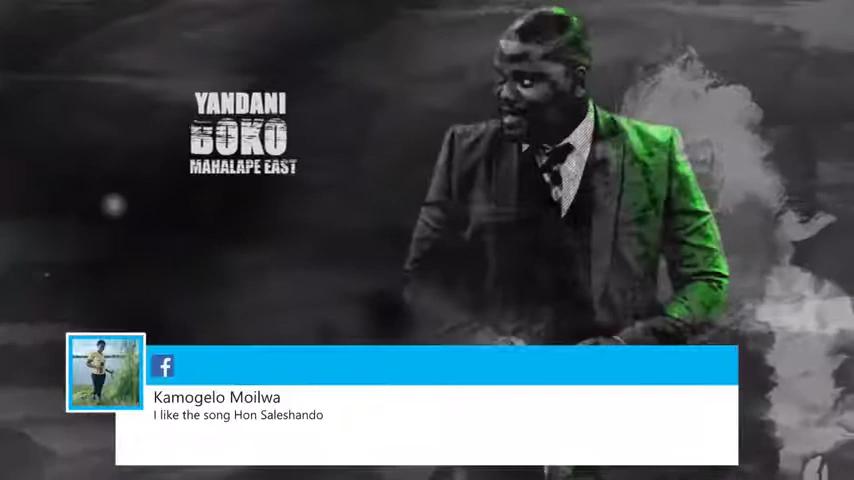 YANDANI
BOKO
MAHALAPE EAST
f
Kamogelo Moilwa
I like the song Hon Saleshando